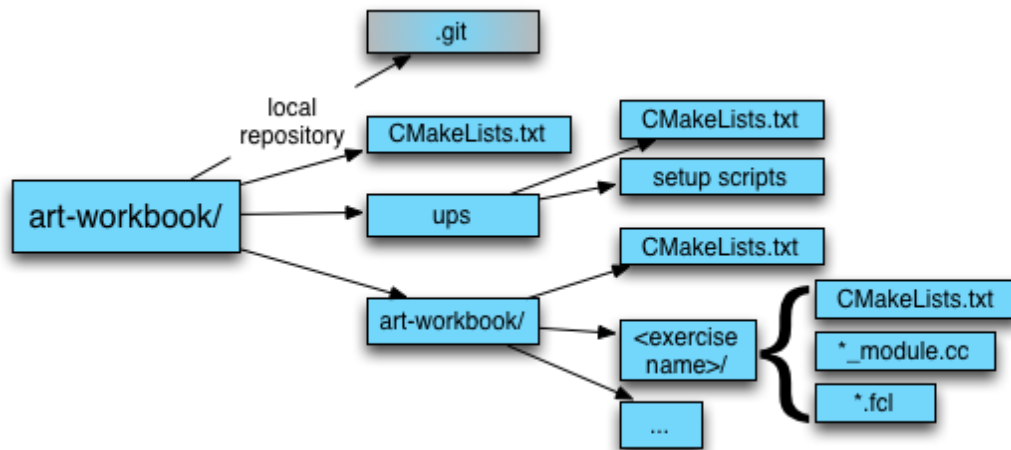 .git
local
repository
CMakeLists.txt
CMakeLists.txt
setup scripts
art-workbook/
ups
CMakeLists.txt
art-workbook/
<exercise
name>/
CMakeLists.txt
*_module.cc
*.fcl
...